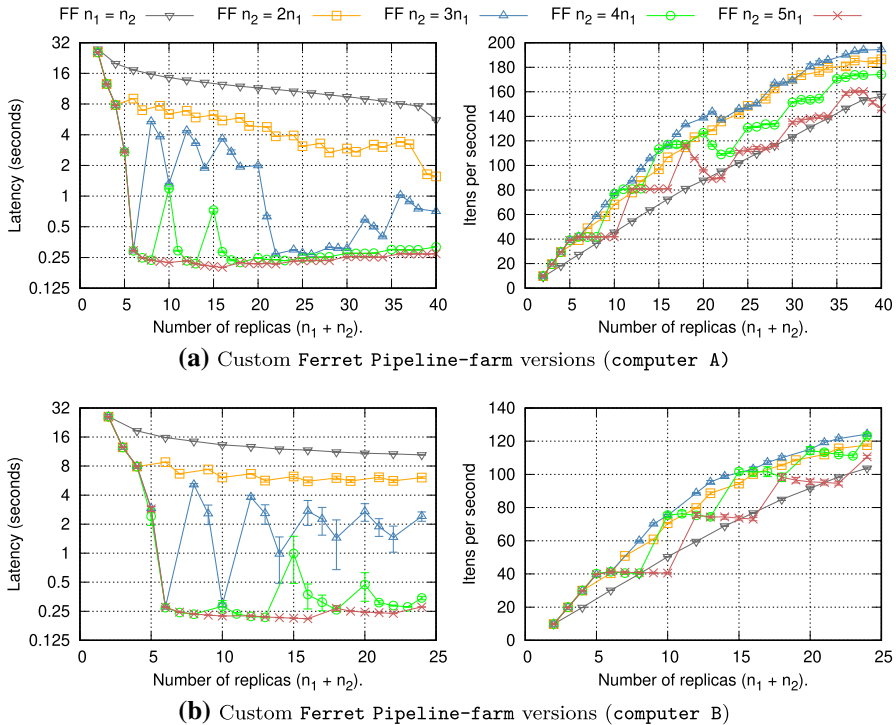 FF n1 = n2 FF n2 = 2n1 FF n2 = 3n1 FF n2 = 4n1 FF n2 = 5n1
Latency (seconds)
32
16
8
4
2
1
0.5
0.25
0.125
0 5 10 15 20 25 30 35 40
Number of replicas (n1 + n2).
Itens per second
200
180
160
140
120
100
80
60
40
20
0
0 5 10 15 20 25 30 35 40
Number of replicas (n1 + n2).
(a) Custom Ferret Pipeline-farm versions (computer A)
Latency (seconds)
32
16
8
4
2
1
0.5
0.25
0.125
0 5 10 15 20 25
Number of replicas (n1 + n2).
Itens per second
140
120
100
80
60
40
20
0
0 5 10 15 20 25
Number of replicas (n1 + n2).
(b) Custom Ferret Pipeline-farm versions (computer B)